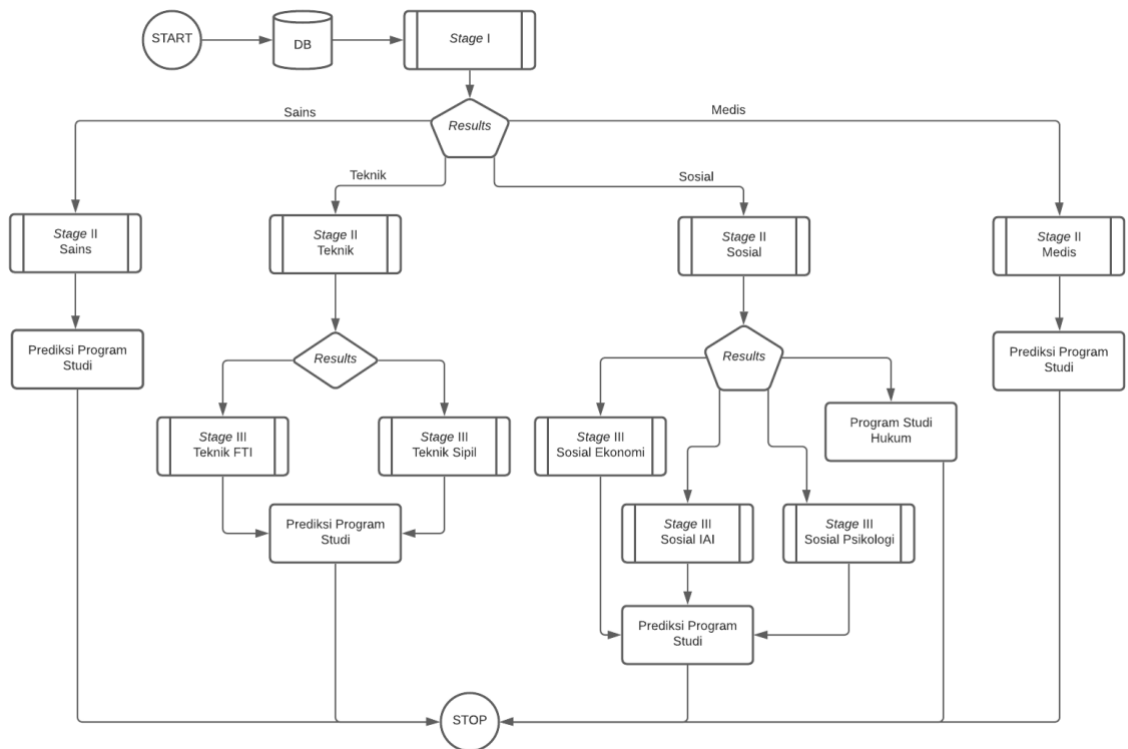 START
DB
Stage I
Results
Sains
Medis
Teknik
Sosial
Stage II
Sains
Stage II
Teknik
Stage II
Sosial
Stage II
Medis
Prediksi Program
Studi
Results
Results
Prediksi Program
Studi
Stage III
Teknik FTI
Stage III
Teknik Sipil
Stage III
Sosial Ekonomi
Program Studi
Hukum
Prediksi Program
Studi
Stage III
Sosial IAI
Stage III
Sosial Psikologi
Prediksi Program
Studi
STOP